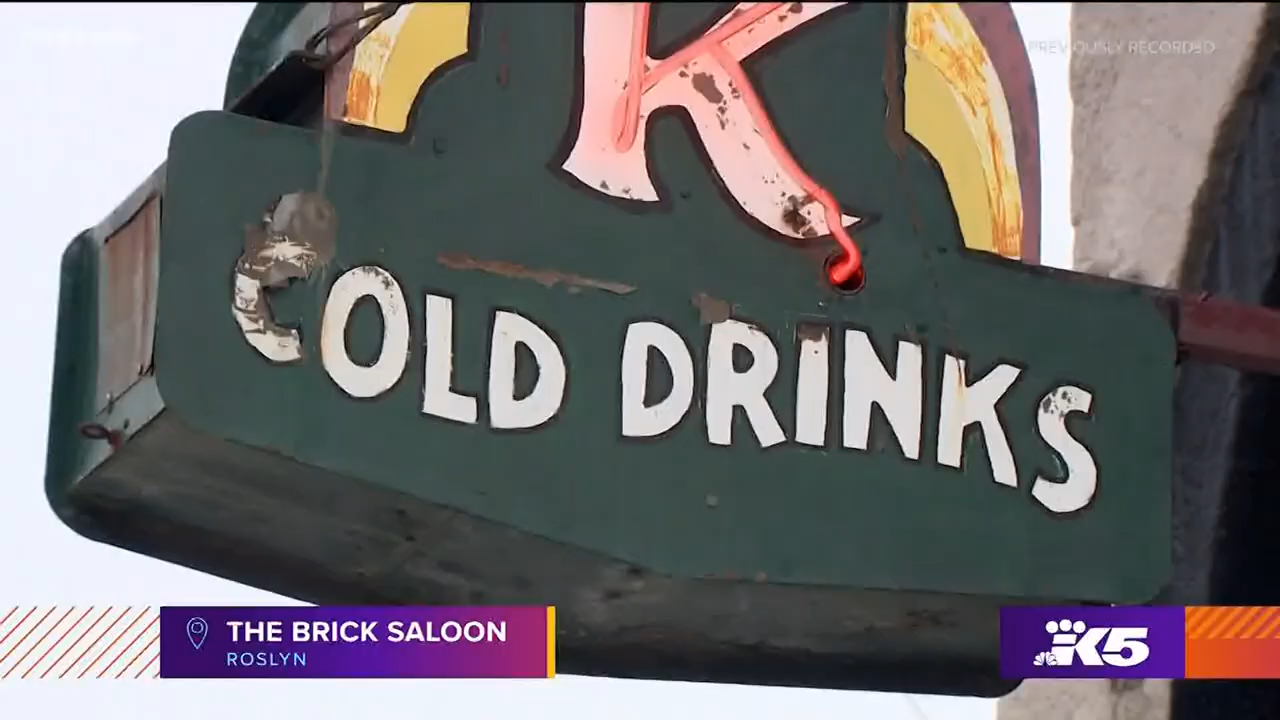 PREVIOUSLY RECORDED
K
COLD DRINKS
THE BRICK SALOON
ROSLYN
K5